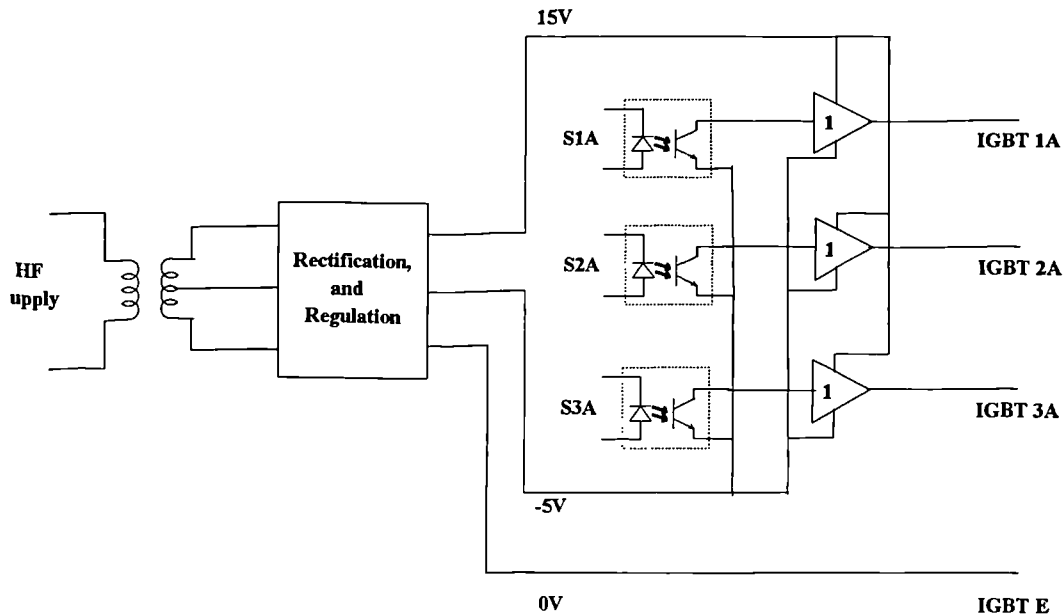 15V
S1A
1
IGBT 1A
HF
upply
Rectification,
and
Regulation
S2A
1
IGBT 2A
S3A
1
IGBT 3A
-5V
0V
IGBT E